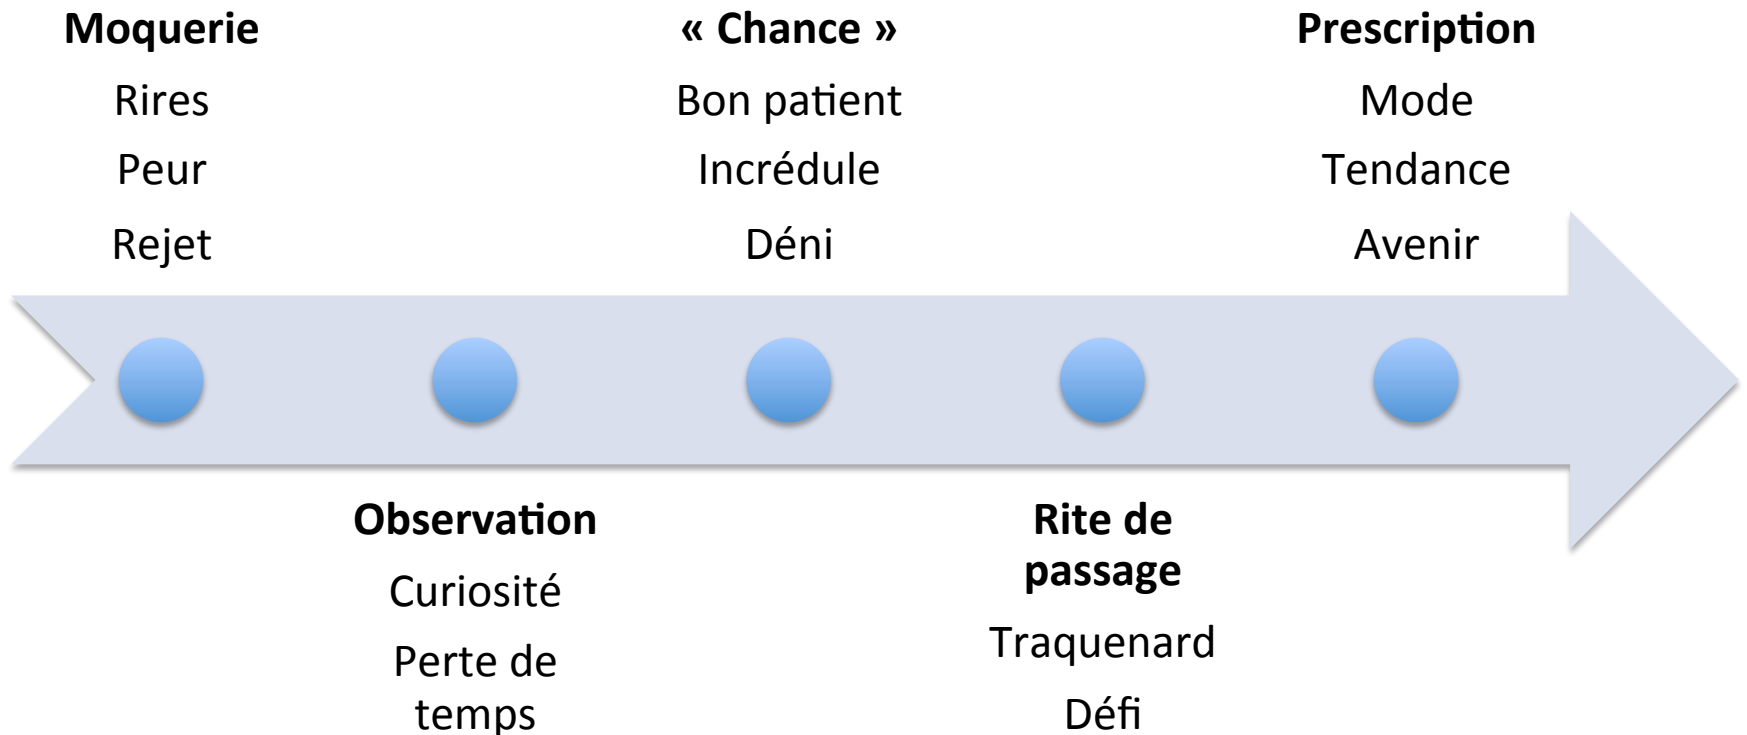 Moquerie
Rires
Peur
Rejet
Observation
Curiosité
Perte de
temps
« Chance »
Bon patient
Incrédule
Déni
Rite de
passage
Traquenard
Défi
Prescription
Mode
Tendance
Avenir